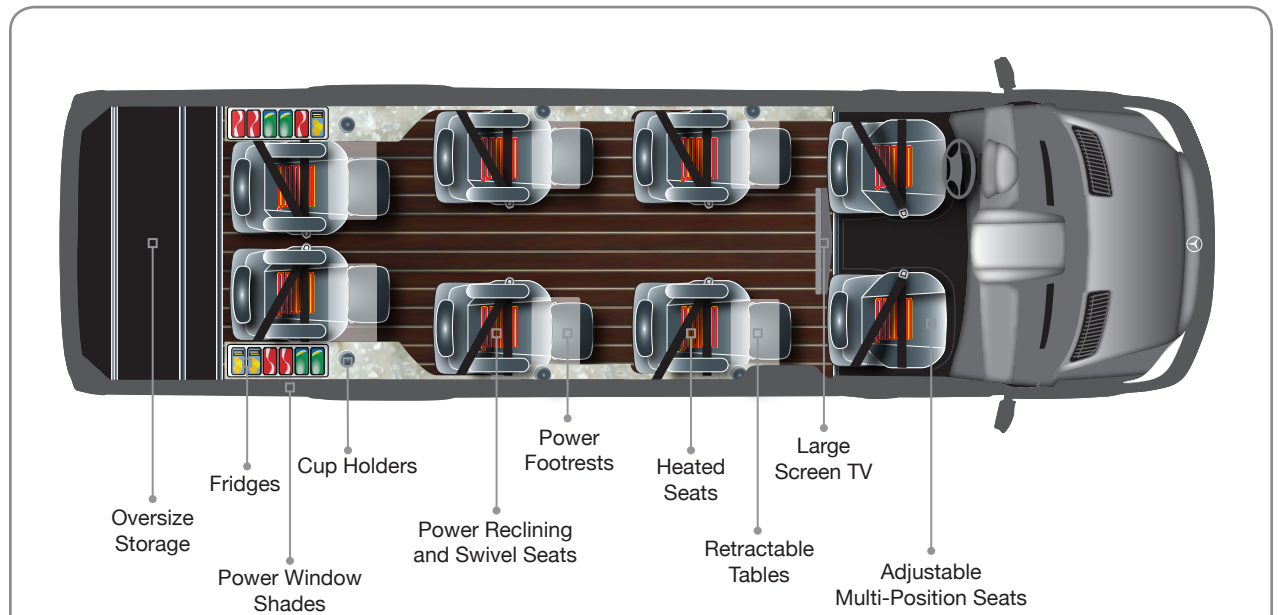 Fridges
Cup Holders
Power
Footrests
Heated
Seats
Large
Screen TV
Oversize
Storage
Power Reclining
and Swivel Seats
Retractable
Tables
Power Window
Shades
Adjustable
Multi-Position Seats